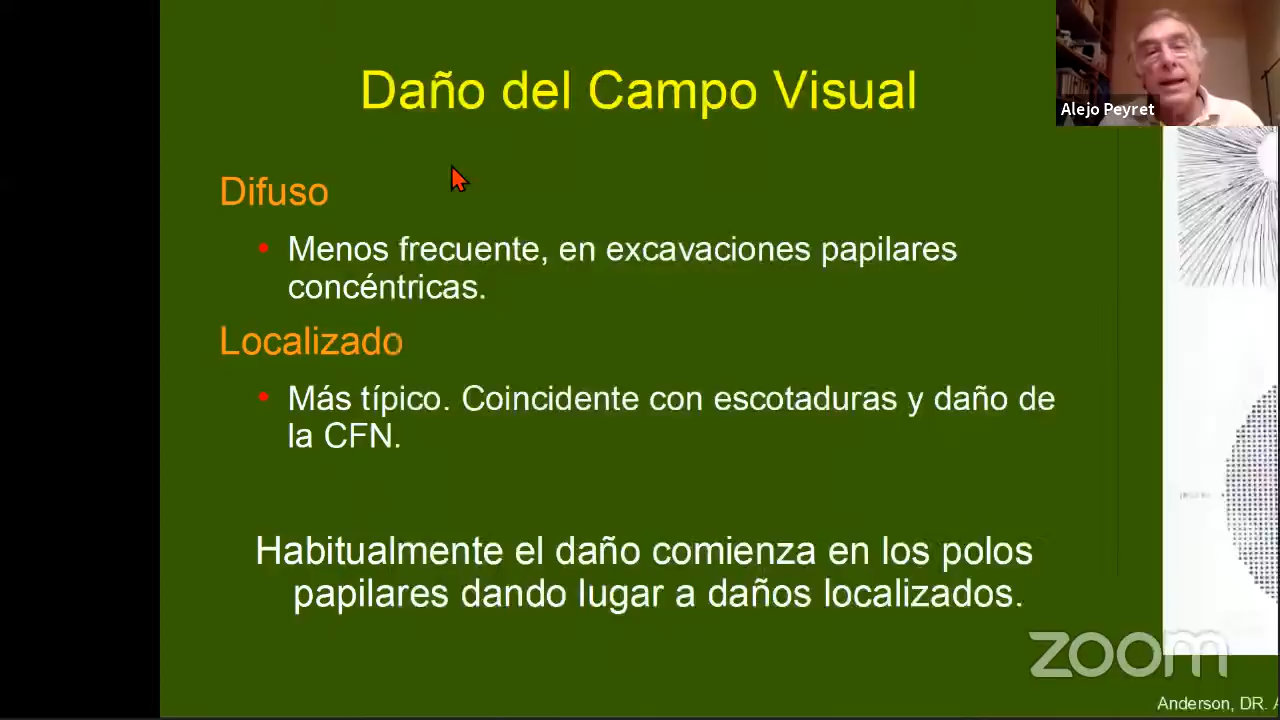 Daño del Campo Visual
Alejo Peyret
Difuso
• Menos frecuente, en excavaciones papilares
concéntricas.
Localizado
• Más típico. Coincidente con escotaduras y daño de
la CFN.
Habitualmente el daño comienza en los polos
papilares dando lugar a daños localizados.
zoom
Anderson, DR.